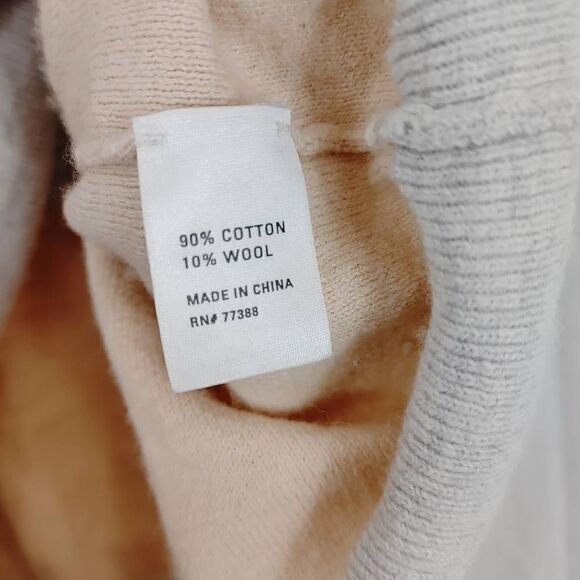 90% COTTON
10% WOOL
MADE IN CHINA
RN# 77388